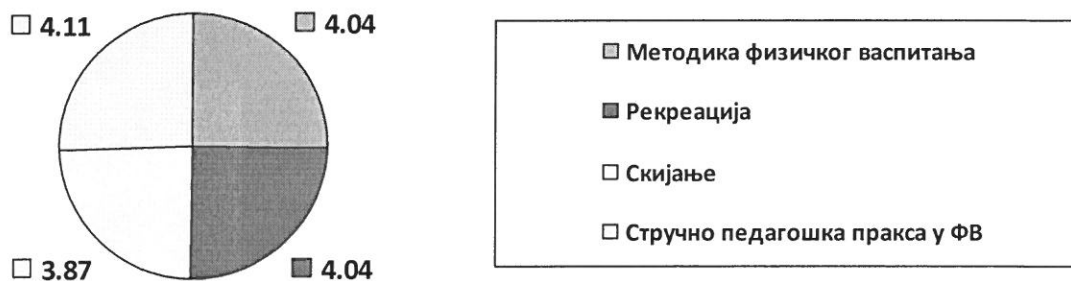 4.11
4.04
3.87
4.04
Методика физичког васпитања
Рекреација
Скијање
Стручно педагошка пракса у ФВ